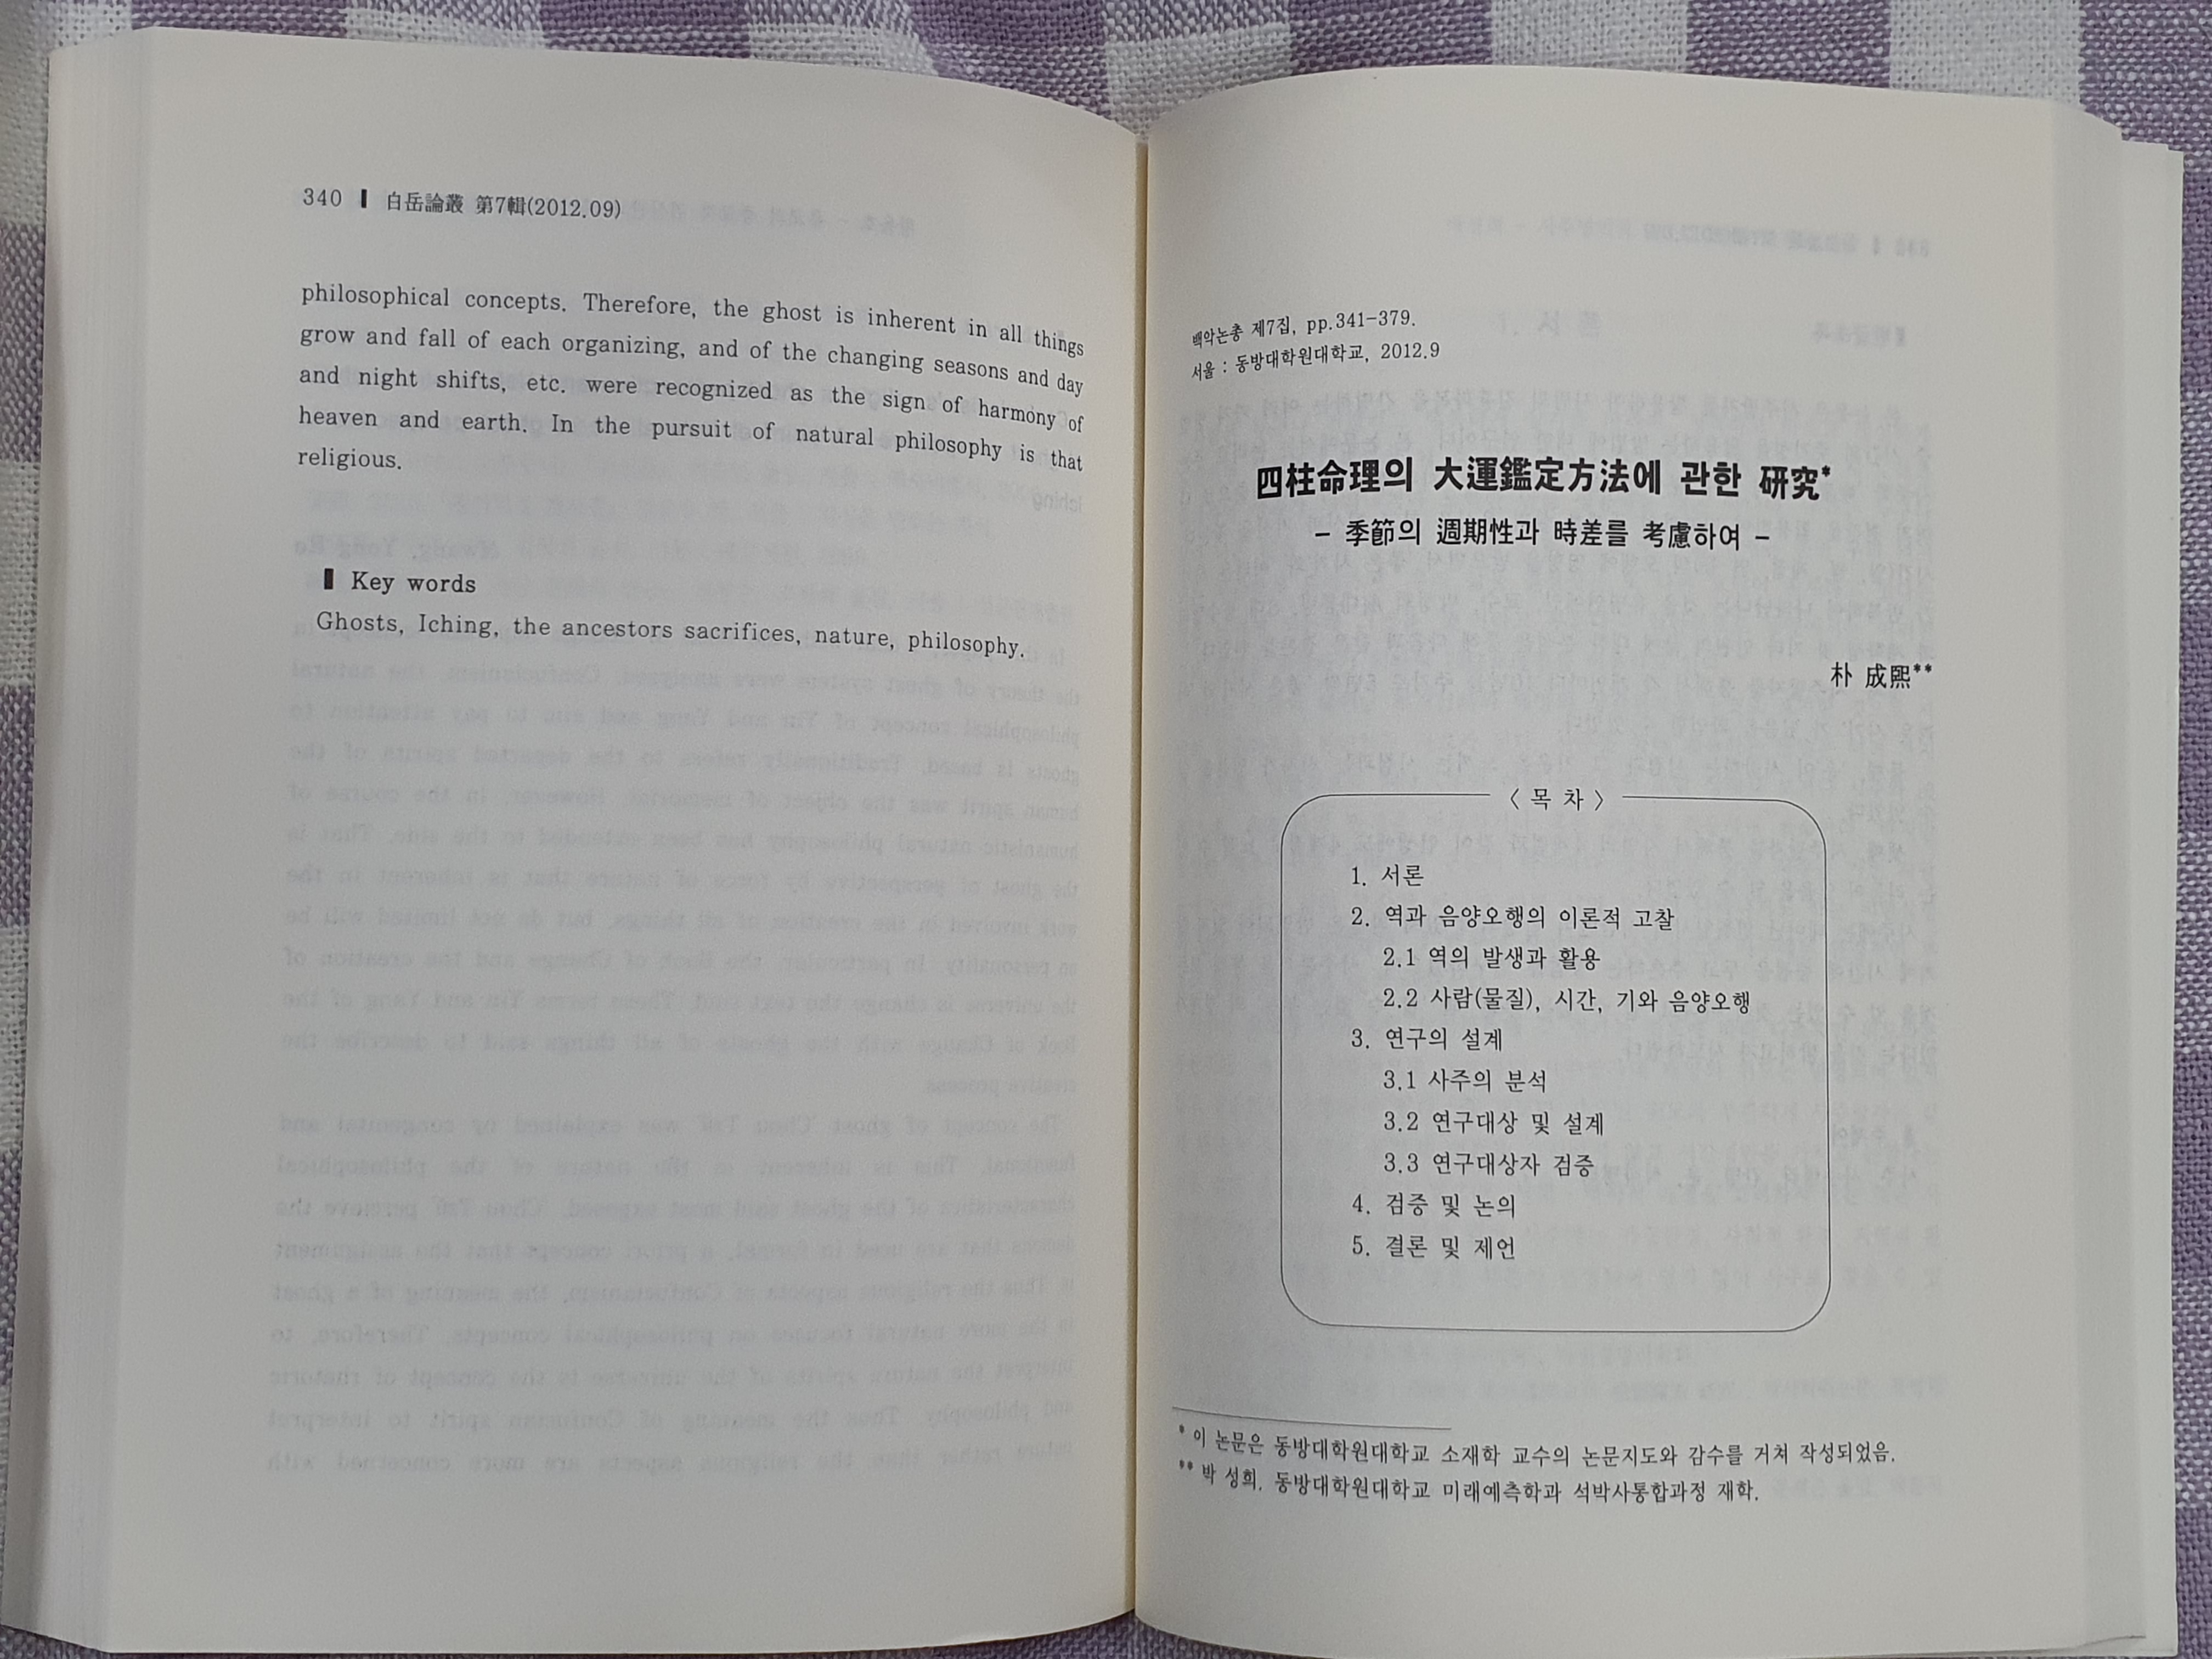 340 ▌ 白岳論叢 第7輯(2012.09)
philosophical concepts. Therefore, the ghost is inherent in all things
grow and fall of each organizing, and of the changing seasons and day
and night shifts, etc. were recognized as the sign of harmony of
heaven and earth. In the pursuit of natural philosophy is that
religious.
▌ Key words
Ghosts, Iching, the ancestors sacrifices, nature, philosophy.
백악논총 제7집, pp.341-379.
서울 : 동방대학원대학교, 2012.9
四柱命理의 大運鑑定方法에 관한 研究*
- 季節의 週期性과 時差를 考慮하여 -
朴 成熙**
〈 목 차 〉
1. 서론
2. 역과 음양오행의 이론적 고찰
2.1 역의 발생과 활용
2.2 사람(물질), 시간, 기와 음양오행
3. 연구의 설계
3.1 사주의 분석
3.2 연구대상 및 설계
3.3 연구대상자 검증
4. 검증 및 논의
5. 결론 및 제언
* 이 논문은 동방대학원대학교 소재학 교수의 논문지도와 감수를 거쳐 작성되었음.
** 박 성희, 동방대학원대학교 미래예측학과 석박사통합과정 재학.